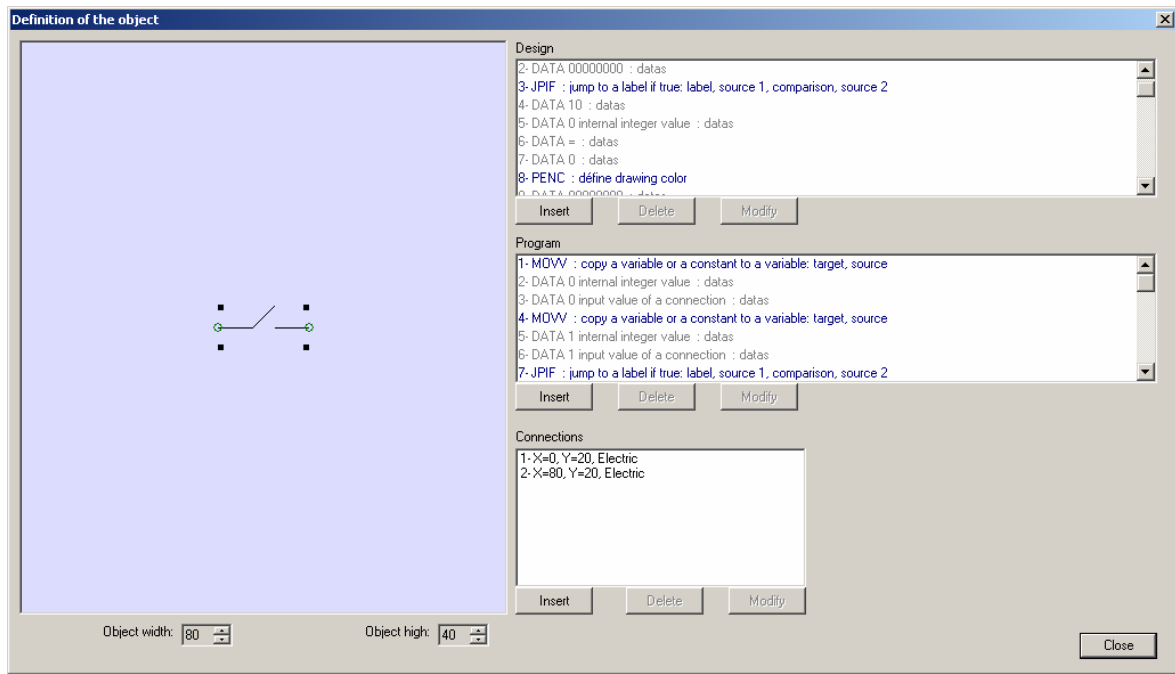 Definition of the object
Design
2- DATA 00000000 : datas
3- JPIF : jump to a label if true: label, source 1, comparison, source 2
4- DATA 10 : datas
5- DATA 0 internal integer value : datas
6- DATA = : datas
7- DATA 0 : datas
8- PENC : défine drawing color
9- DATA 00000000 : datas
Insert Delete Modify
Program
1- MOVV : copy a variable or a constant to a variable: target, source
2- DATA 0 internal integer value : datas
3- DATA 0 input value of a connection : datas
4- MOVV : copy a variable or a constant to a variable: target, source
5- DATA 1 internal integer value : datas
6- DATA 1 input value of a connection : datas
7- JPIF : jump to a label if true: label, source 1, comparison, source 2
Insert Delete Modify
Connections
1- X=0, Y=20, Electric
2- X=80, Y=20, Electric
Insert Delete Modify
Object width: 80 Object high: 40
Close